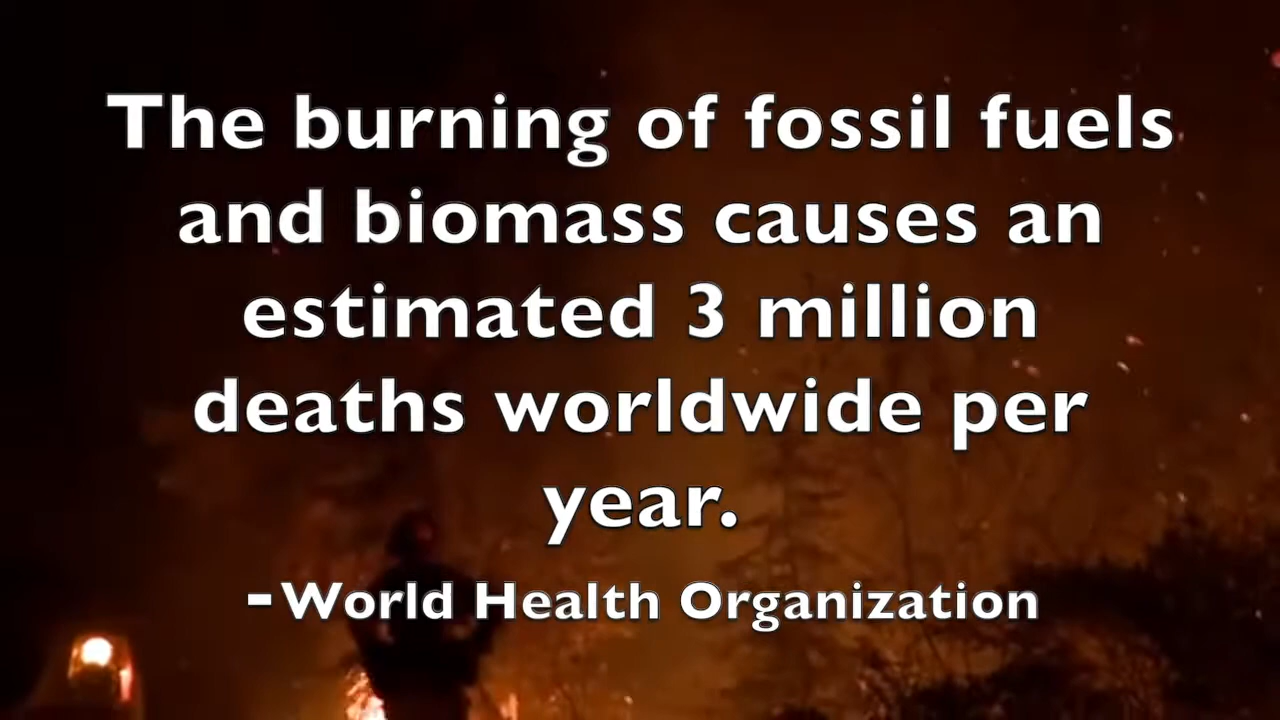 The burning of fossil fuels
and biomass causes an
estimated 3 million
deaths worldwide per
year.
-World Health Organization